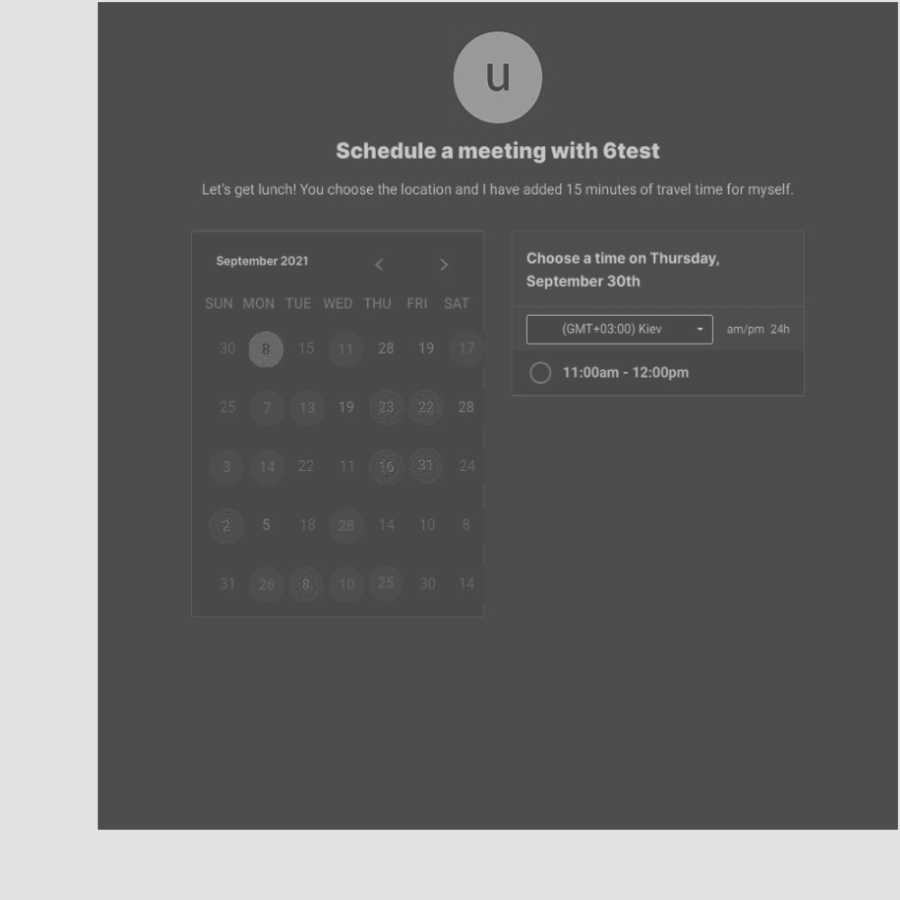 u
Schedule a meeting with 6test
Let's get lunch! You choose the location and I have added 15 minutes of travel time for myself.
September 2021
SUN MON TUE WED THU FRI SAT
30 8 15 11 28 19 17
25 7 13 19 23 22 28
3 14 22 11 16 31 24
2 5 18 28 14 10 8
31 26 8 10 25 30 14
Choose a time on Thursday,
September 30th
(GMT+03:00) Kiev am/pm 24h
11:00am - 12:00pm